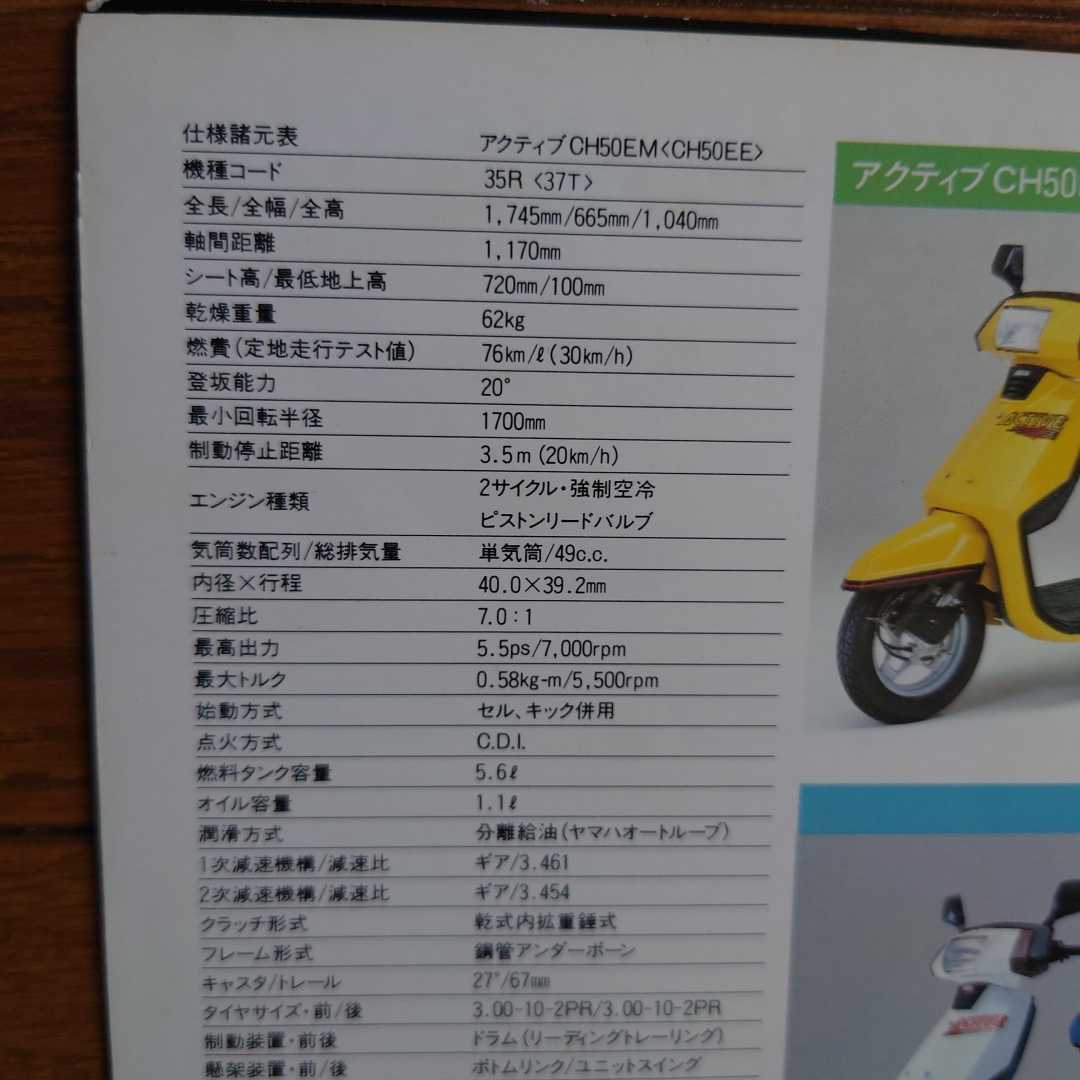 仕様諸元表 アクティブCH50EM<CH50EE>
機種コード 35R <37T>
全長/全幅/全高 1,745mm/665mm/1,040mm
軸間距離 1,170mm
シート高/最低地上高 720mm/100mm
乾燥重量 62kg
燃費(定地走行テスト値) 76km/ℓ(30km/h)
登坂能力 20°
最小回転半径 1700mm
制動停止距離 3.5m(20km/h)
エンジン種類 2サイクル・強制空冷
ピストンリードバルブ
気筒数配列/総排気量 単気筒/49c.c.
内径×行程 40.0×39.2mm
圧縮比 7.0:1
最高出力 5.5ps/7,000rpm
最大トルク 0.58kg-m/5,500rpm
始動方式 セル、キック併用
点火方式 C.D.I.
燃料タンク容量 5.6ℓ
オイル容量 1.1ℓ
潤滑方式 分離給油(ヤマハオートルーブ)
1次減速機構/減速比 ギア/3.461
2次減速機構/減速比 ギア/3.454
クラッチ形式 乾式内拡重錘式
フレーム形式 鋼管アンダーボーン
キャスタ/トレール 27°/67mm
タイヤサイズ・前/後 3.00-10-2PR/3.00-10-2PR
制動装置・前後 ドラム(リーディングトレーリング)
懸架装置・前/後 ボトムリンク/ユニットスイング
アクティブCH50
ACTIVE